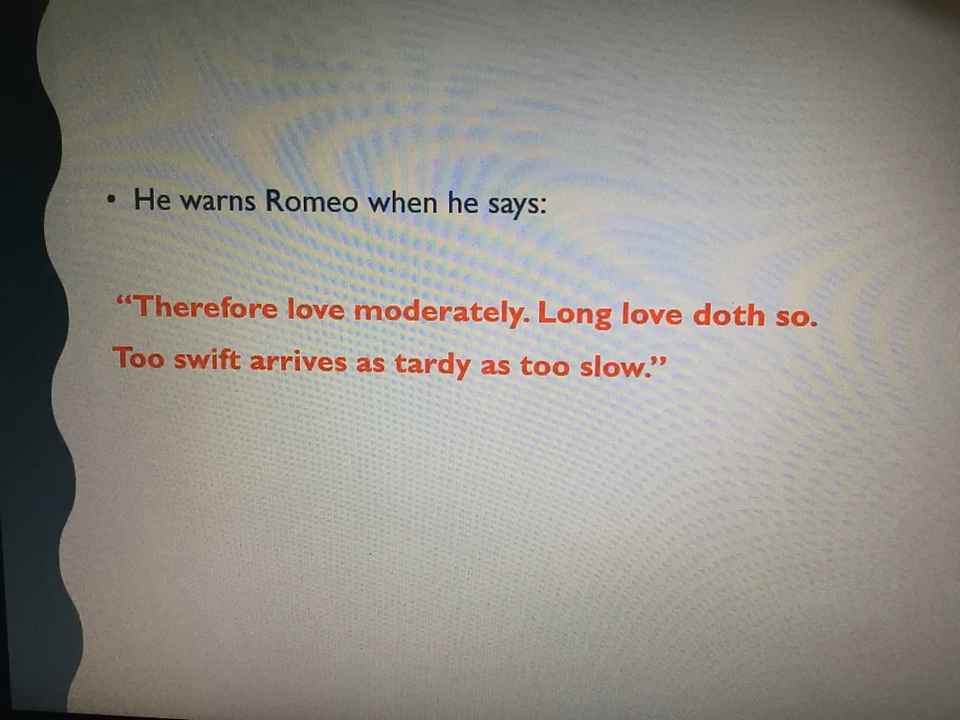 • He warns Romeo when he says:
“Therefore love moderately. Long love doth so.
Too swift arrives as tardy as too slow.”